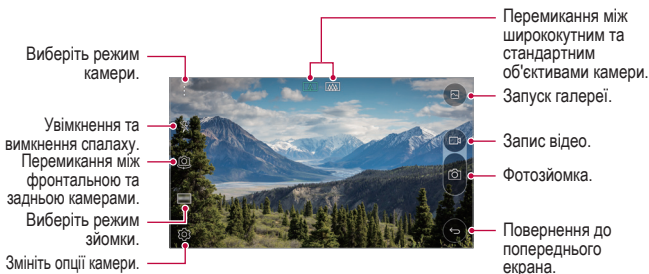 Виберіть режим
камери.
Увімкнення та
вимкнення спалаху.
Перемикання між
фронтальною та
задньою камерами.
Виберіть режим
зйомки.
Змініть опції камери.
Перемикання між
ширококутним та
стандартним
об'єктивами камери.
Запуск галереї.
Запис відео.
Фотозйомка.
Повернення до
попереднього
екрана.